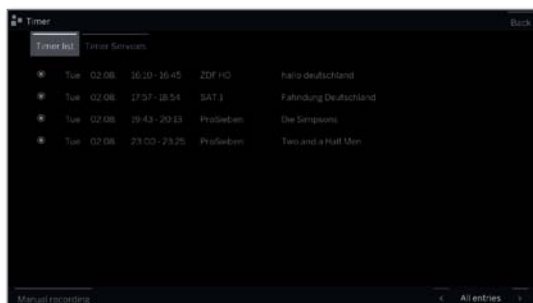 Timer
Back
Timer list Timer Services
Tue 02.08. 16:10 - 16:45 ZDF HD hallo deutschland
Tue 02.08. 17:57 - 18:54 SAT.1 Fahndung Deutschland
Tue 02.08. 19:43 - 20:13 ProSieben Die Simpsons
Tue 02.08. 23:00 - 23:25 ProSieben Two and a Half Men
Manual recording
< All entries >